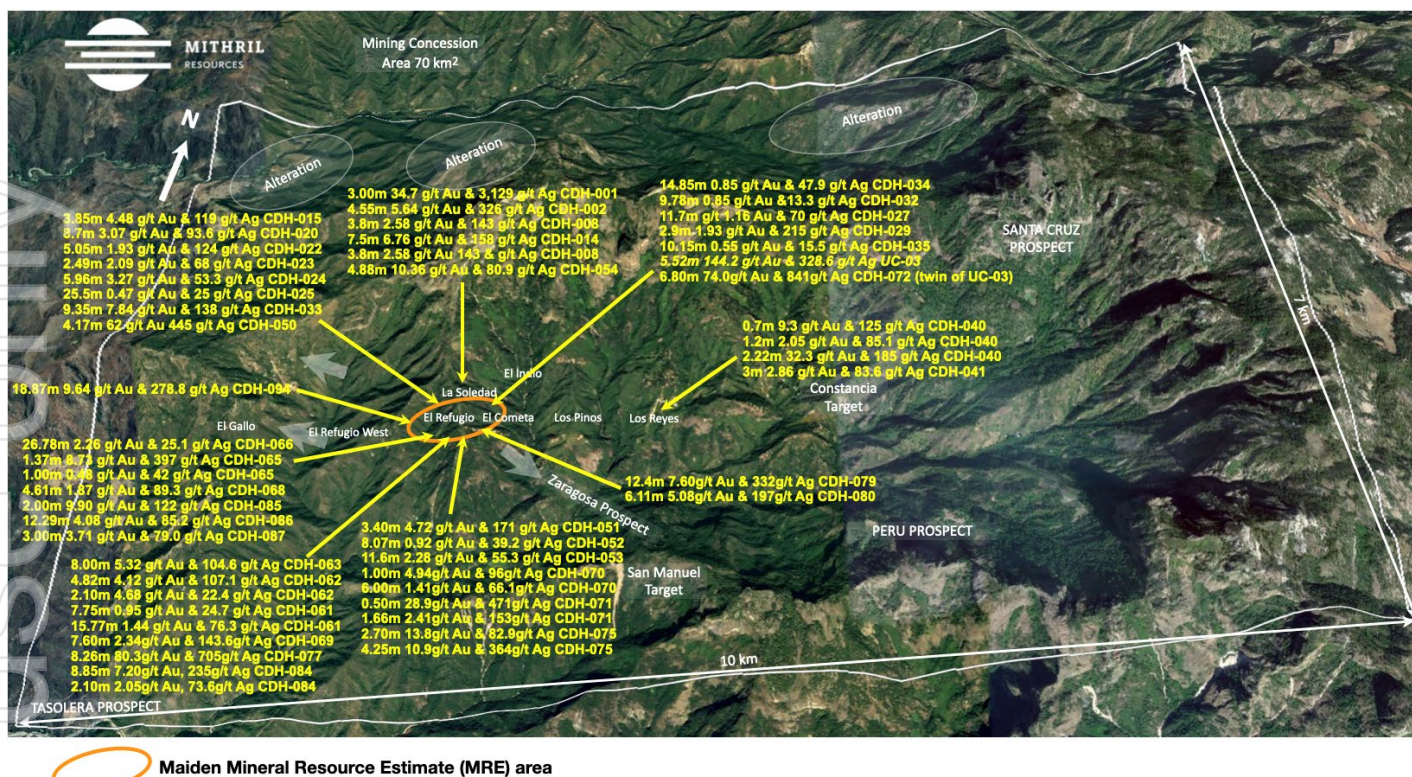 MITHRIL
RESOURCES
Mining Concession
Area 70 km²
N
Alteration
Alteration
Alteration
3.85m 4.48 g/t Au & 119 g/t Ag CDH-015
8.7m 3.07 g/t Au & 93.6 g/t Ag CDH-020
5.05m 1.93 g/t Au & 124 g/t Ag CDH-022
2.49m 2.09 g/t Au & 68 g/t Ag CDH-023
5.96m 3.27 g/t Au & 53.3 g/t Ag CDH-024
25.5m 0.47 g/t Au & 25 g/t Ag CDH-025
9.35m 7.84 g/t Au & 138 g/t Ag CDH-033
4.17m 62 g/t Au 445 g/t Ag CDH-050
3.00m 34.7 g/t Au & 3,129 g/t Ag CDH-001
4.55m 5.64 g/t Au & 326 g/t Ag CDH-002
3.8m 2.58 g/t Au & 143 g/t Ag CDH-008
7.5m 6.76 g/t Au & 158 g/t Ag CDH-014
3.8m 2.58 g/t Au 143 & g/t Ag CDH-008
4.88m 10.36 g/t Au & 80.9 g/t Ag CDH-054
14.85m 0.85 g/t Au & 47.9 g/t Ag CDH-034
9.78m 0.85 g/t Au &13.3 g/t Ag CDH-032
11.7m g/t 1.16 Au & 70 g/t Ag CDH-027
2.9m 1.93 g/t Au & 215 g/t Ag CDH-029
10.15m 0.55 g/t Au & 15.5 g/t Ag CDH-035
5.52m 144.2 g/t Au & 328.6 g/t Ag UC-03
6.80m 74.0g/t Au & 841g/t Ag CDH-072 (twin of UC-03)
SANTA CRUZ
PROSPECT
7 km
0.7m 9.3 g/t Au & 125 g/t Ag CDH-040
1.2m 2.05 g/t Au & 85.1 g/t Ag CDH-040
2.22m 32.3 g/t Au & 185 g/t Ag CDH-040
3m 2.86 g/t Au & 83.6 g/t Ag CDH-041
Constancia
Target
18.87m 9.64 g/t Au & 278.8 g/t Ag CDH-094
El Indio
La Soledad
El Refugio
El Cometa
Los Pinos
Los Reyes
El Gallo
El Refugio West
26.78m 2.26 g/t Au & 25.1 g/t Ag CDH-066
1.37m 8.73 g/t Au & 397 g/t Ag CDH-065
1.00m 0.48 g/t Au & 42 g/t Ag CDH-065
4.61m 1.87 g/t Au & 89.3 g/t Ag CDH-068
2.00m 9.90 g/t Au & 122 g/t Ag CDH-085
12.29m 4.08 g/t Au & 85.2 g/t Ag CDH-086
3.00m 3.71 g/t Au & 79.0 g/t Ag CDH-087
12.4m 7.60g/t Au & 332g/t Ag CDH-079
6.11m 5.08g/t Au & 197g/t Ag CDH-080
Zaragosa Prospect
PERU PROSPECT
San Manuel
Target
8.00m 5.32 g/t Au & 104.6 g/t Ag CDH-063
4.82m 4.12 g/t Au & 107.1 g/t Ag CDH-062
2.10m 4.68 g/t Au & 22.4 g/t Ag CDH-062
7.75m 0.95 g/t Au & 24.7 g/t Ag CDH-061
15.77m 1.44 g/t Au & 76.3 g/t Ag CDH-061
7.60m 2.34g/t Au & 143.6g/t Ag CDH-069
8.26m 80.3g/t Au & 705g/t Ag CDH-077
8.85m 7.20g/t Au, 235g/t Ag CDH-084
2.10m 2.05g/t Au, 73.6g/t Ag CDH-084
3.40m 4.72 g/t Au & 171 g/t Ag CDH-051
8.07m 0.92 g/t Au & 39.2 g/t Ag CDH-052
11.6m 2.28 g/t Au & 55.3 g/t Ag CDH-053
1.00m 4.94g/t Au & 96g/t Ag CDH-070
6.00m 1.41g/t Au & 66.1g/t Ag CDH-070
0.50m 28.9g/t Au & 471g/t Ag CDH-071
1.66m 2.41g/t Au & 153g/t Ag CDH-071
2.70m 13.8g/t Au & 82.9g/t Ag CDH-075
4.25m 10.9g/t Au & 364g/t Ag CDH-075
10 km
TASOLERA PROSPECT
Maiden Mineral Resource Estimate (MRE) area